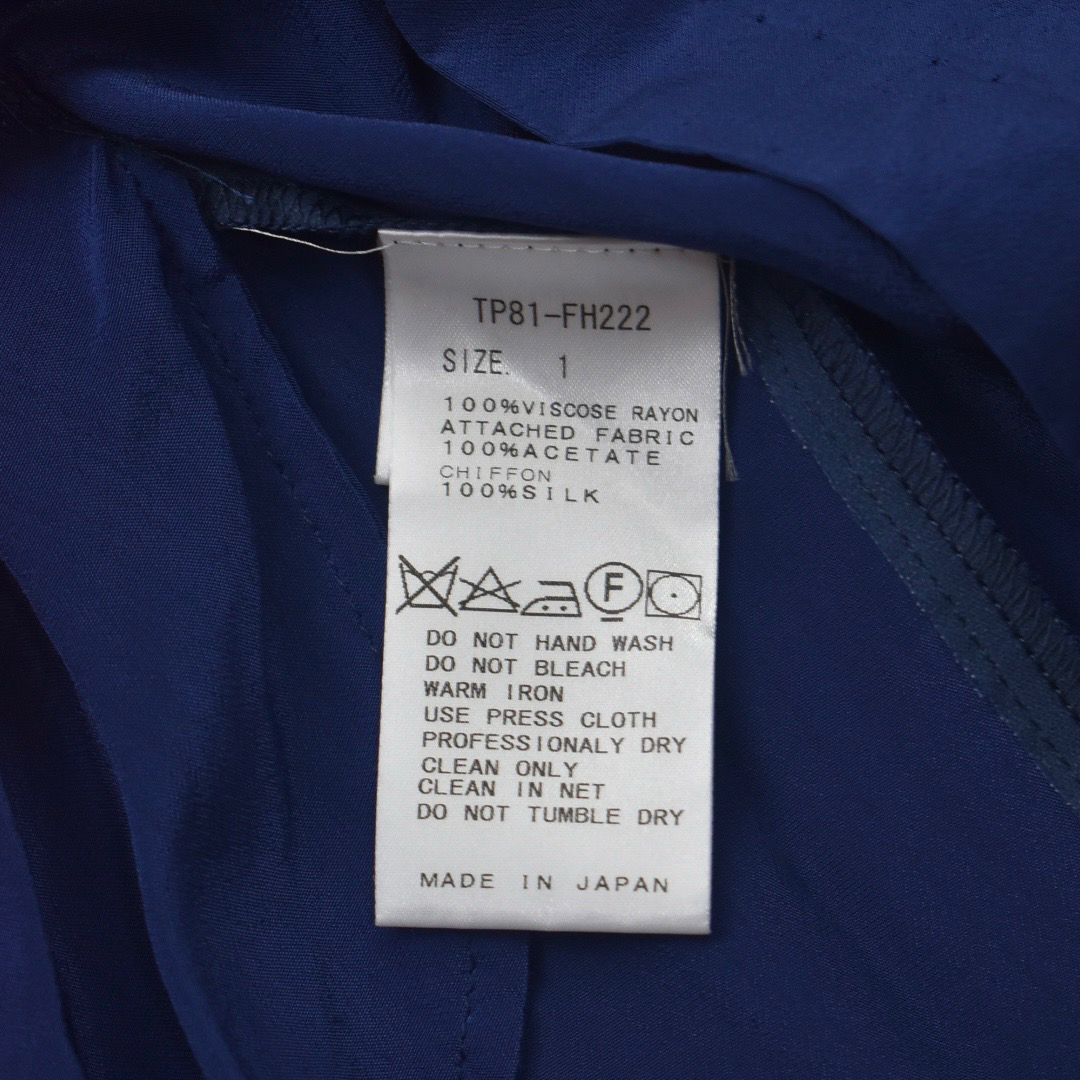 TP81-FH222
SIZE. 1
100%VISCOSE RAYON
ATTACHED FABRIC
100%ACETATE
CHIFFON
100%SILK
F
DO NOT HAND WASH
DO NOT BLEACH
WARM IRON
USE PRESS CLOTH
PROFESSIONALY DRY
CLEAN ONLY
CLEAN IN NET
DO NOT TUMBLE DRY
MADE IN JAPAN